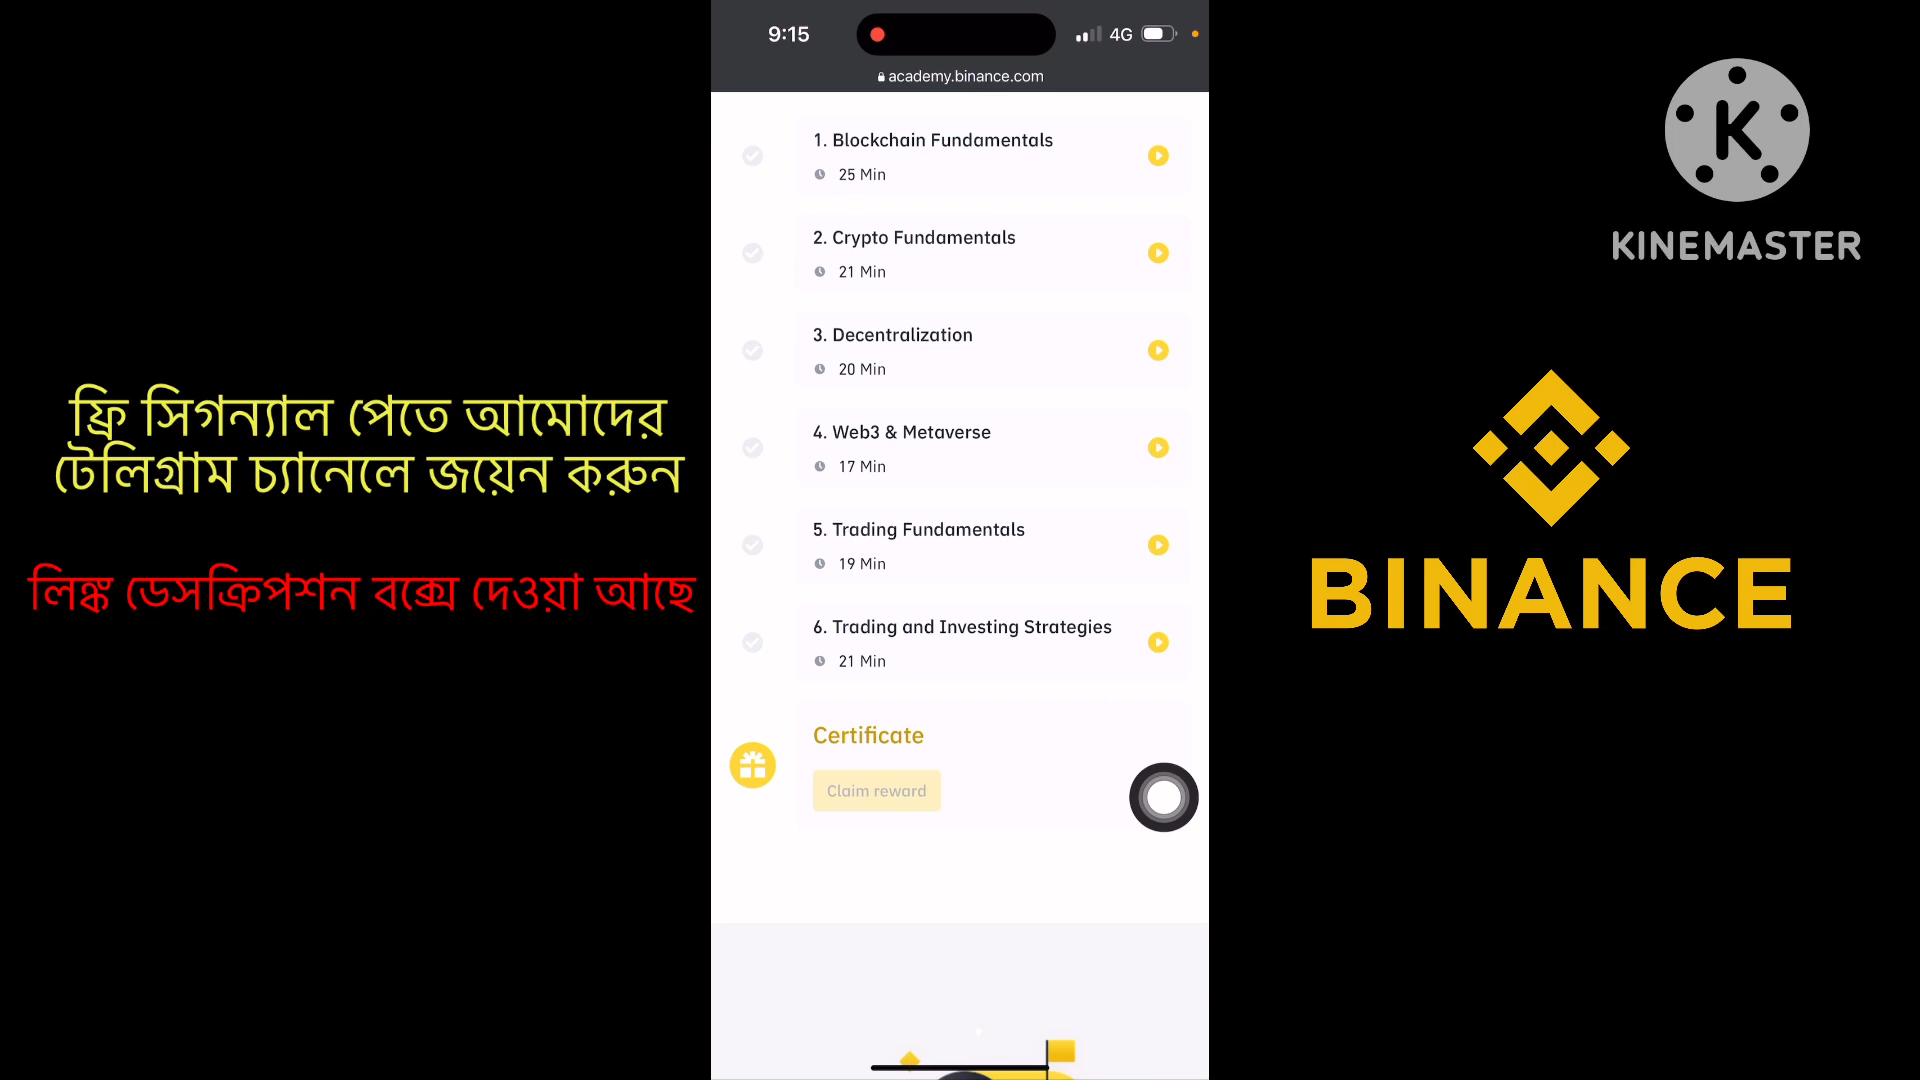 9:15
4G
academy.binance.com
1. Blockchain Fundamentals
25 Min
2. Crypto Fundamentals
21 Min
3. Decentralization
20 Min
4. Web3 & Metaverse
17 Min
5. Trading Fundamentals
19 Min
6. Trading and Investing Strategies
21 Min
Certificate
Claim reward
ফ্রি সিগন্যাল পেতে আমোদের
টেলিগ্রাম চ্যানেলে জয়েন করুন
লিঙ্ক ডেসক্রিপশন বক্সে দেওয়া আছে
K
KINEMASTER
BINANCE